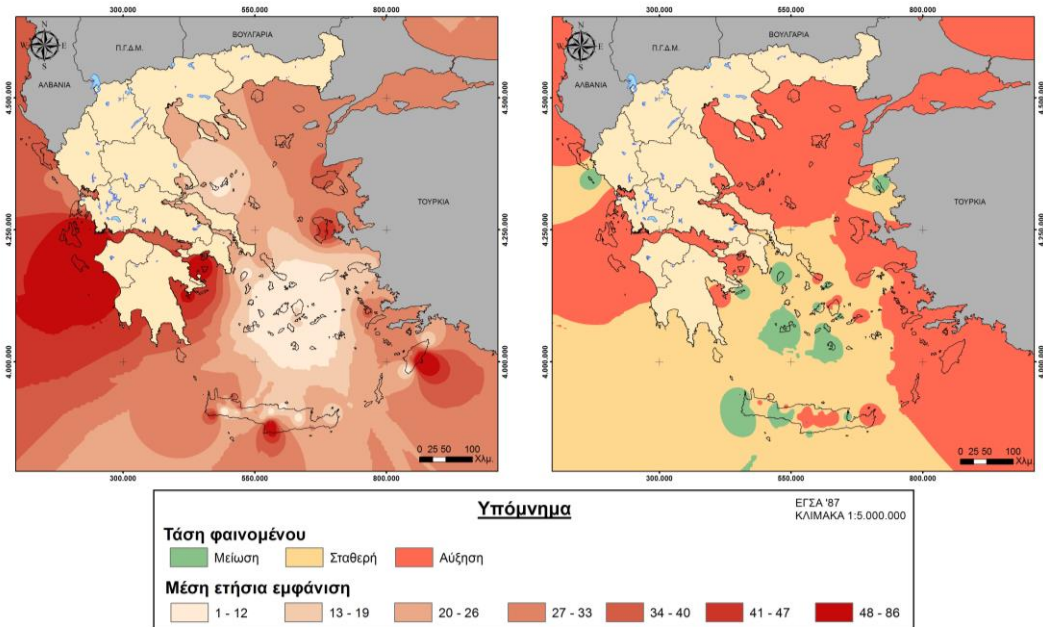 300.000 550.000 800.000
N
W E
S
Π.Γ.Δ.Μ.
ΒΟΥΛΓΑΡΙΑ
ΑΛΒΑΝΙΑ
ΤΟΥΡΚΙΑ
4.500.000
4.250.000
4.000.000
0 25 50 100
Χλμ.
300.000 550.000 800.000
300.000 550.000 800.000
N
W E
S
Π.Γ.Δ.Μ.
ΒΟΥΛΓΑΡΙΑ
ΑΛΒΑΝΙΑ
ΤΟΥΡΚΙΑ
4.500.000
4.250.000
4.000.000
0 25 50 100
Χλμ.
300.000 550.000 800.000
Υπόμνημα
ΕΓΣΑ '87
ΚΛΙΜΑΚΑ 1:5.000.000
Τάση φαινομένου
Μείωση Σταθερή Αύξηση
Μέση ετήσια εμφάνιση
1 - 12 13 - 19 20 - 26 27 - 33 34 - 40 41 - 47 48 - 86